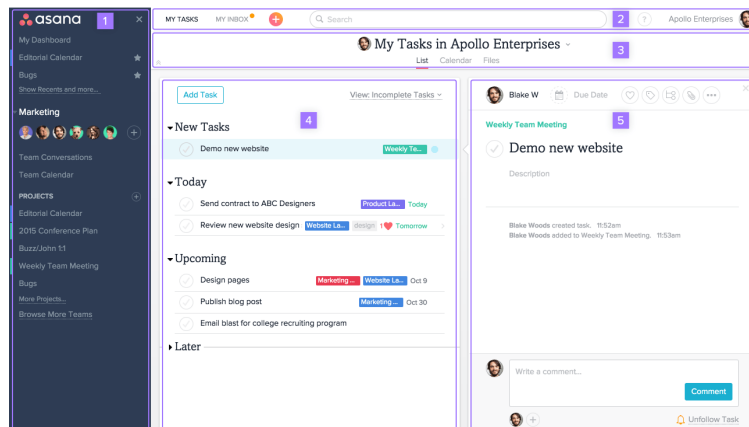 asana
1
×
My Dashboard
Editorial Calendar
Bugs
Show Recents and more...
Marketing
Team Conversations
Team Calendar
PROJECTS
Editorial Calendar
2015 Conference Plan
Buzz/John 1:1
Weekly Team Meeting
Bugs
More Projects...
Browse More Teams
MY TASKS MY INBOX Search 2 ? Apollo Enterprises
My Tasks in Apollo Enterprises 3
List Calendar Files
Add Task View: Incomplete Tasks
4
New Tasks
Demo new website Weekly Te...
Today
Send contract to ABC Designers Product La... Today
Review new website design Website La... design 1 Tomorrow
Upcoming
Design pages Marketing ... Website La... Oct 9
Publish blog post Marketing ... Oct 30
Email blast for college recruiting program
Later
Blake W Due Date
Weekly Team Meeting 5
Demo new website
Description
Blake Woods created task. 11:52am
Blake Woods added to Weekly Team Meeting. 11:53am
Write a comment...
Comment
Unfollow Task